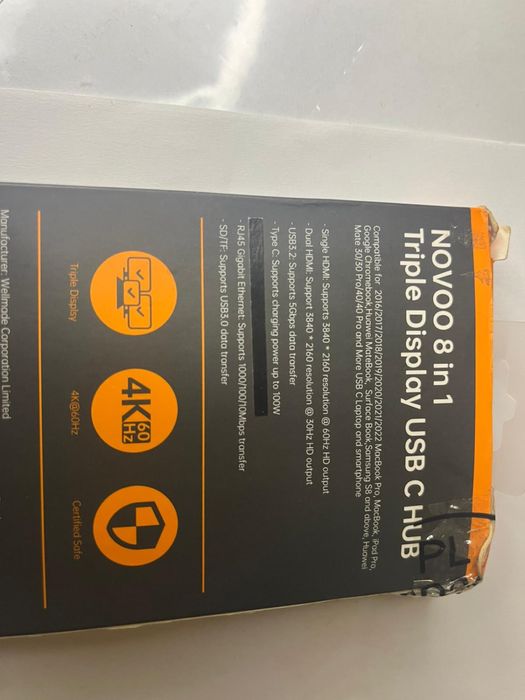 NOVOO 8 in 1
Triple Display USB C HUB
Compatible for 2016/2017/2018/2019/2020/2021/2022 MacBook Pro, MacBook, iPad Pro,
Google Chromebook,Huawei MateBook, Surface Book,Samsung S8 and above, Huawei
Mate 30/30 Pro/40/40 Pro and More USB C Laptop and smartphone
· Single HDMI: Supports 3840 * 2160 resolution @ 60Hz HD output
· Dual HDMI: Support 3840 * 2160 resolution @ 30Hz HD output
· USB3.2: Supports 5Gbps data transfer
· Type C: Supports charging power up to 100W
· RJ45 Gigabit Ethernet: Supports 1000/100/10Mbps transfer
· SD/TF: Supports USB3.0 data transfer
4K 60
Hz
Triple Display
4K@60Hz
Certified Safe
Manufacturer: Wellmade Corporation Limited
PL